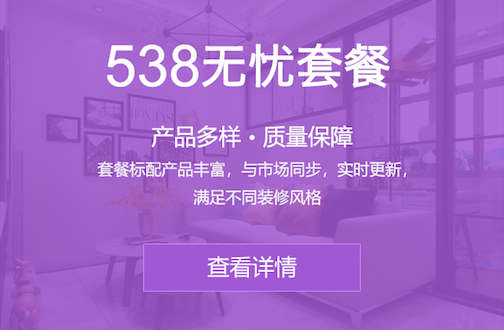 538无忧套餐
产品多样·质量保障
套餐标配产品丰富，与市场同步，实时更新，
满足不同装修风格
查看详情